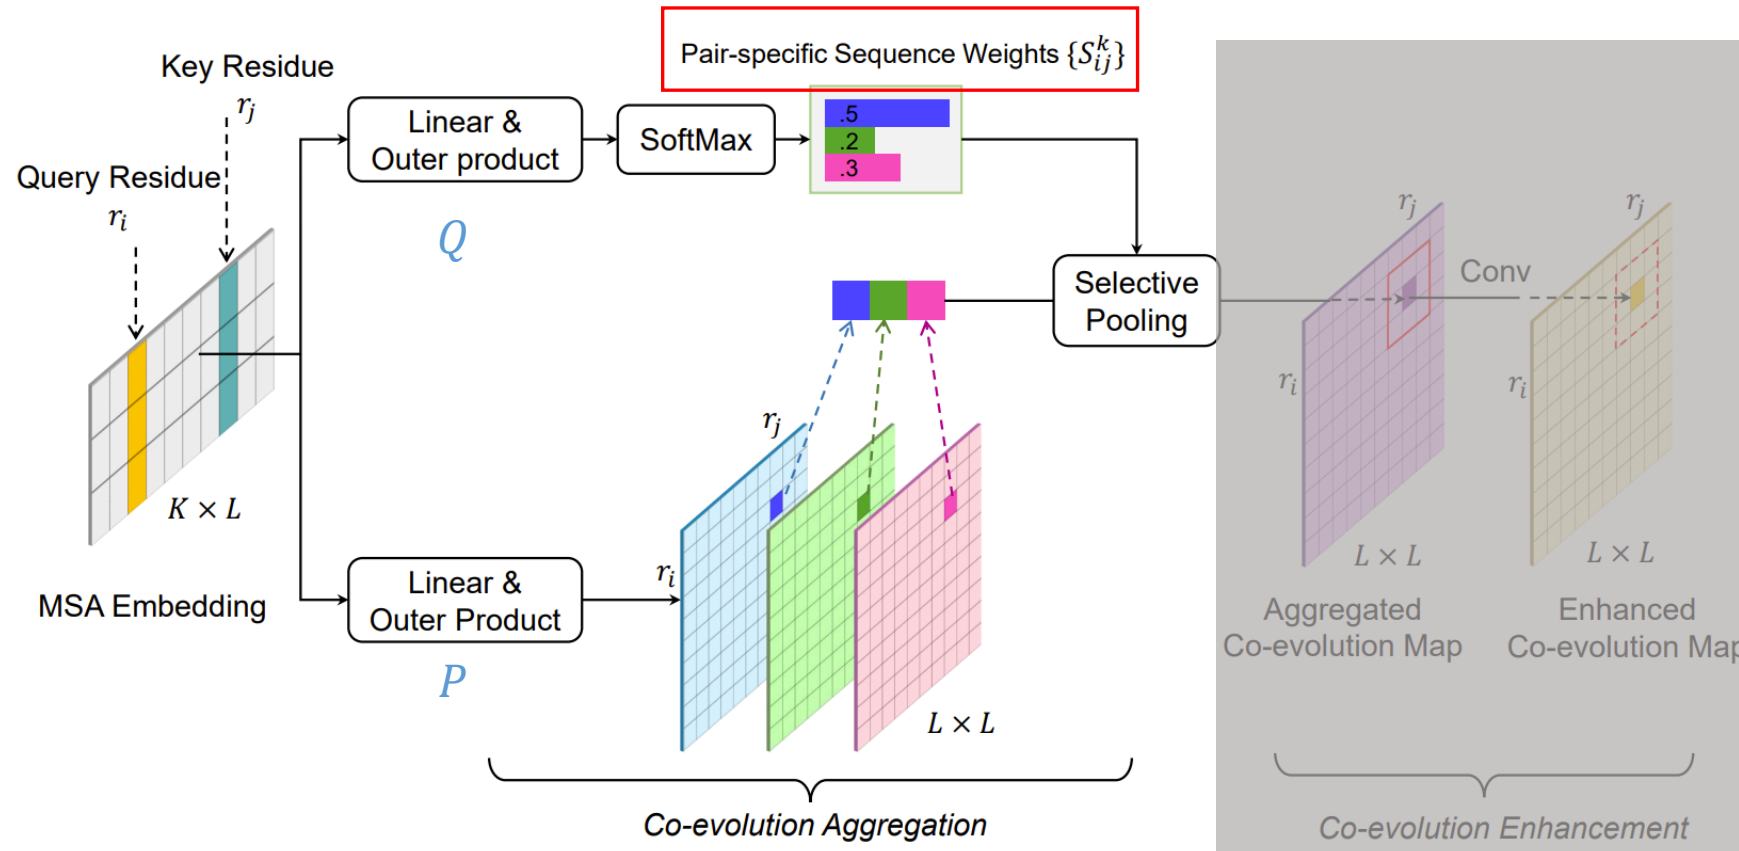 Pair-specific Sequence Weights {S_{ij}^k}
Key Residue
r_j
Query Residue
r_i
K × L
MSA Embedding
Linear &
Outer product
Q
SoftMax
.5
.2
.3
Selective
Pooling
Linear &
Outer Product
P
r_j
r_i
L × L
Co-evolution Aggregation
r_j
r_i
L × L
Aggregated
Co-evolution Map
Conv
r_j
r_i
L × L
Enhanced
Co-evolution Map
Co-evolution Enhancement